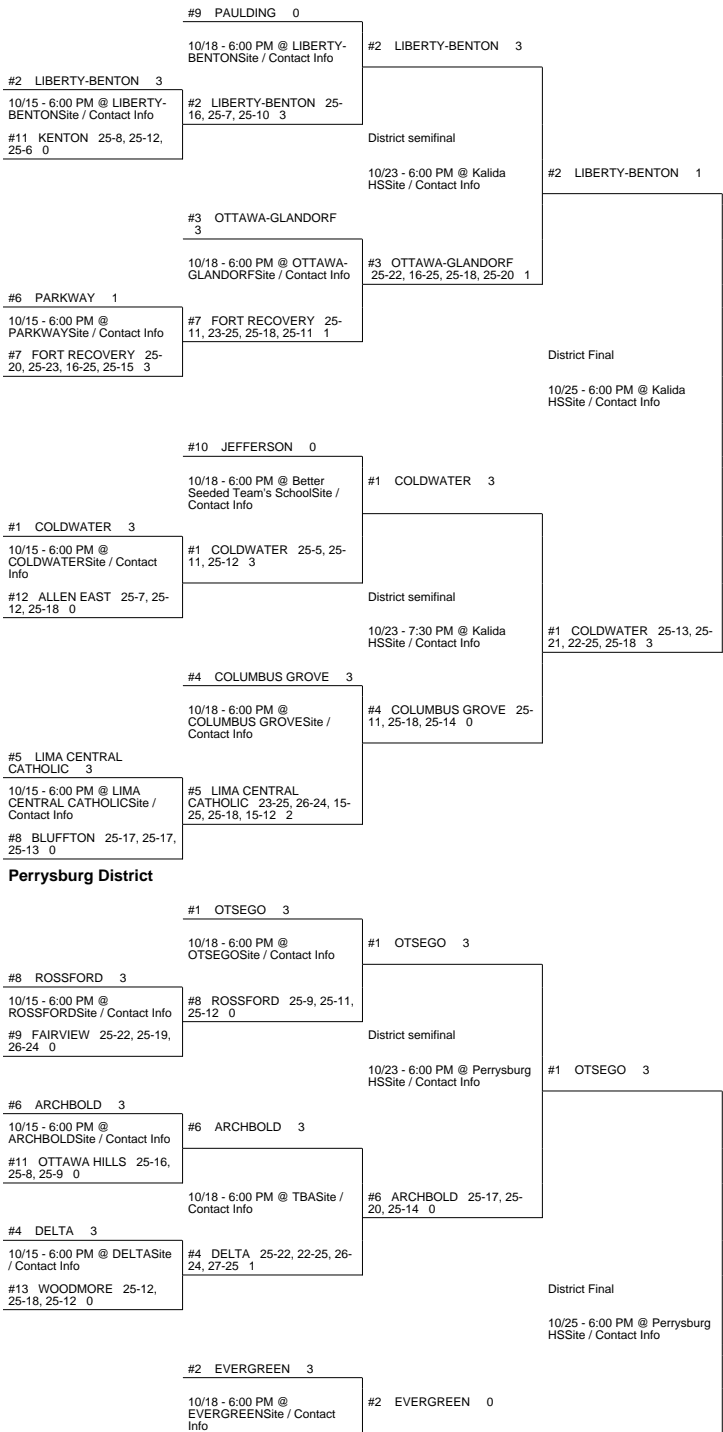 #9 PAULDING 0
10/18 - 6:00 PM @ LIBERTY-
BENTONSite / Contact Info
#2 LIBERTY-BENTON 3
#2 LIBERTY-BENTON 3
10/15 - 6:00 PM @ LIBERTY-
BENTONSite / Contact Info
#2 LIBERTY-BENTON 25-
16, 25-7, 25-10 3
#11 KENTON 25-8, 25-12,
25-6 0
District semifinal
10/23 - 6:00 PM @ Kalida
HSSite / Contact Info
#2 LIBERTY-BENTON 1
#3 OTTAWA-GLANDORF
3
10/18 - 6:00 PM @ OTTAWA-
GLANDORFSite / Contact Info
#3 OTTAWA-GLANDORF
25-22, 16-25, 25-18, 25-20 1
#6 PARKWAY 1
10/15 - 6:00 PM @
PARKWAYSite / Contact Info
#7 FORT RECOVERY 25-
11, 23-25, 25-18, 25-11 1
#7 FORT RECOVERY 25-
20, 25-23, 16-25, 25-15 3
District Final
10/25 - 6:00 PM @ Kalida
HSSite / Contact Info
#10 JEFFERSON 0
10/18 - 6:00 PM @ Better
Seeded Team's SchoolSite /
Contact Info
#1 COLDWATER 3
#1 COLDWATER 3
10/15 - 6:00 PM @
COLDWATERSite / Contact
Info
#1 COLDWATER 25-5, 25-
11, 25-12 3
#12 ALLEN EAST 25-7, 25-
12, 25-18 0
District semifinal
10/23 - 7:30 PM @ Kalida
HSSite / Contact Info
#1 COLDWATER 25-13, 25-
21, 22-25, 25-18 3
#4 COLUMBUS GROVE 3
10/18 - 6:00 PM @
COLUMBUS GROVESite /
Contact Info
#4 COLUMBUS GROVE 25-
11, 25-18, 25-14 0
#5 LIMA CENTRAL
CATHOLIC 3
10/15 - 6:00 PM @ LIMA
CENTRAL CATHOLICSite /
Contact Info
#5 LIMA CENTRAL
CATHOLIC 23-25, 26-24, 15-
25, 25-18, 15-12 2
#8 BLUFFTON 25-17, 25-17,
25-13 0
Perrysburg District
#1 OTSEGO 3
10/18 - 6:00 PM @
OTSEGOSite / Contact Info
#1 OTSEGO 3
#8 ROSSFORD 3
10/15 - 6:00 PM @
ROSSFORDSite / Contact Info
#8 ROSSFORD 25-9, 25-11,
25-12 0
#9 FAIRVIEW 25-22, 25-19,
26-24 0
District semifinal
10/23 - 6:00 PM @ Perrysburg
HSSite / Contact Info
#1 OTSEGO 3
#6 ARCHBOLD 3
10/15 - 6:00 PM @
ARCHBOLDSite / Contact Info
#6 ARCHBOLD 3
#11 OTTAWA HILLS 25-16,
25-8, 25-9 0
10/18 - 6:00 PM @ TBASite /
Contact Info
#6 ARCHBOLD 25-17, 25-
20, 25-14 0
#4 DELTA 3
10/15 - 6:00 PM @ DELTASite
/ Contact Info
#4 DELTA 25-22, 22-25, 26-
24, 27-25 1
#13 WOODMORE 25-12,
25-18, 25-12 0
District Final
10/25 - 6:00 PM @ Perrysburg
HSSite / Contact Info
#2 EVERGREEN 3
10/18 - 6:00 PM @
EVERGREENSite / Contact
Info
#2 EVERGREEN 0